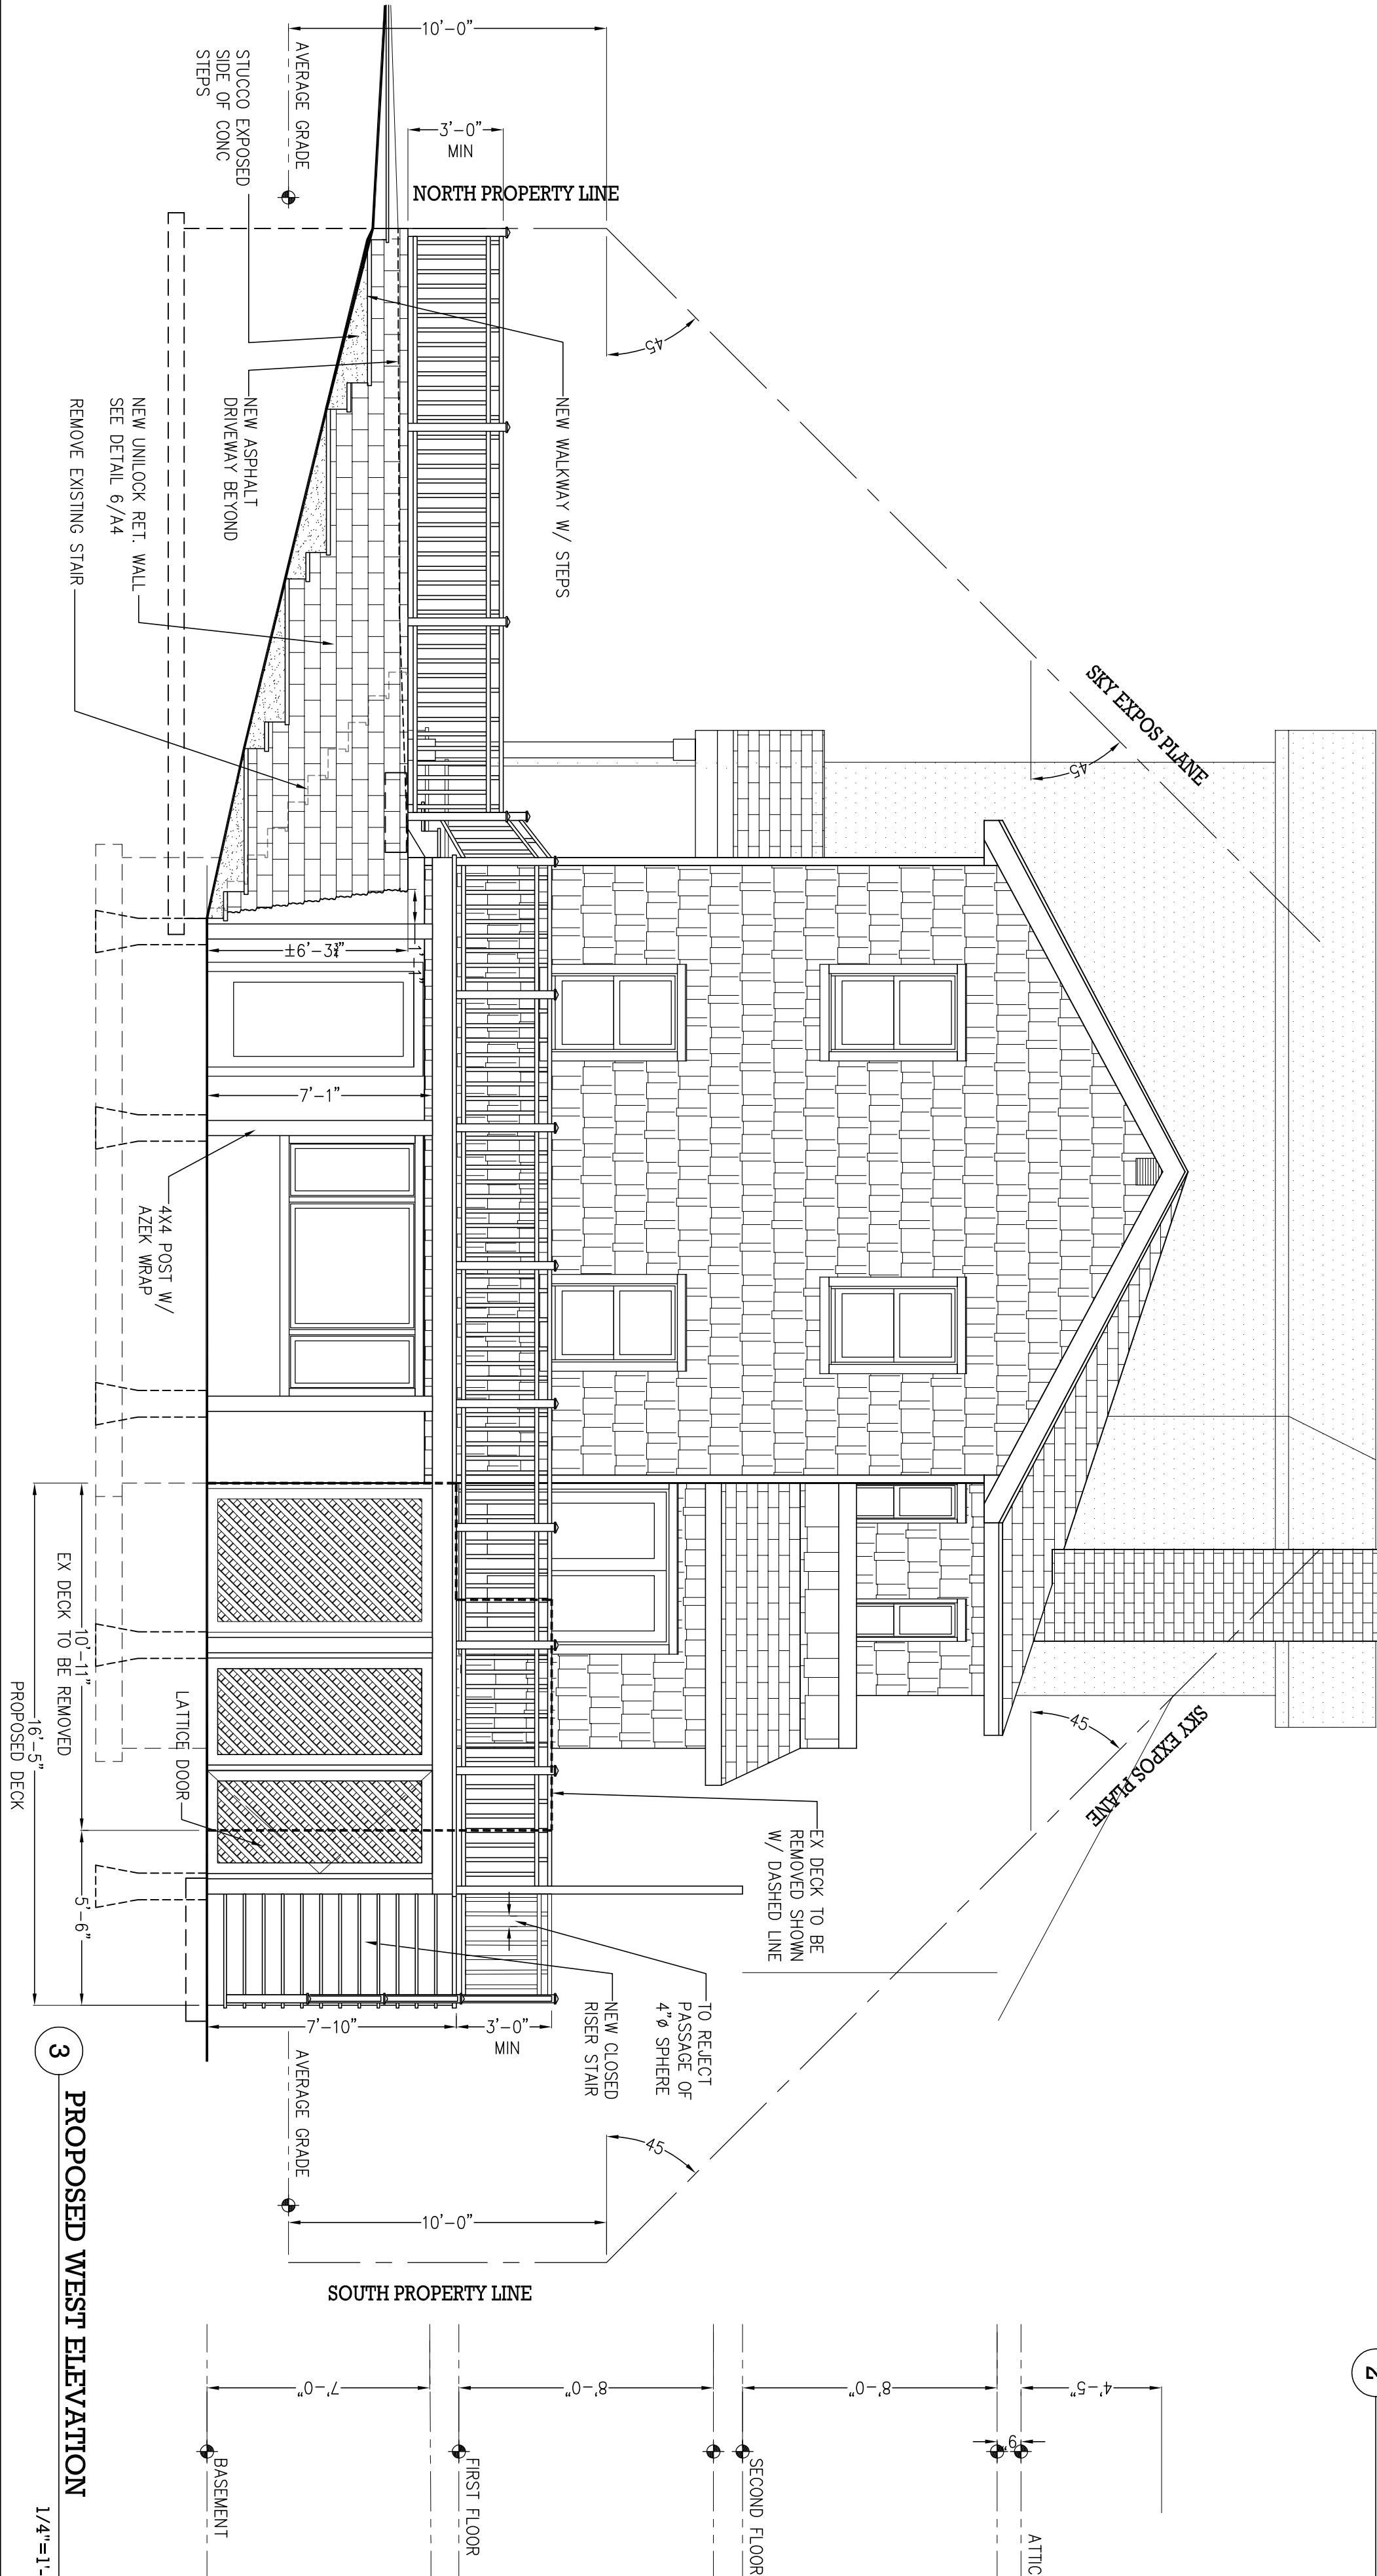 10'-0"
AVERAGE GRADE
STUCCO EXPOSED
SIDE OF CONC
STEPS
3'-0"
MIN
NORTH PROPERTY LINE
45
NEW WALKWAY W/ STEPS
NEW ASPHALT
DRIVEWAY BEYOND
NEW UNILOCK RET. WALL
SEE DETAIL 6/A4
REMOVE EXISTING STAIR
SKY EXPOS PLANE
45
7'-1"
4X4 POST W/
AZEK WRAP
SKY EXPOS PLANE
45
EX DECK TO BE
REMOVED SHOWN
W/ DASHED LINE
10'-11"
EX DECK TO BE REMOVED
16'-5"
PROPOSED DECK
LATTICE DOOR
5'-6"
TO REJECT
PASSAGE OF
4"ø SPHERE
NEW CLOSED
RISER STAIR
7'-10"
3'-0"
MIN
AVERAGE GRADE
45
10'-0"
SOUTH PROPERTY LINE
3
PROPOSED WEST ELEVATION
1/4"=1'-
7'-0"
8'-0"
8'-0"
4'-5"
9"
BASEMENT
FIRST FLOOR
SECOND FLOOR
ATTIC